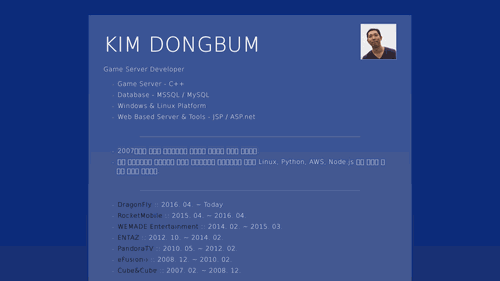 KIM DONGBUM
Game Server Developer
Game Server - C++
Database - MSSQL / MySQL
Windows & Linux Platform
Web Based Server & Tools - JSP / ASP.net
2007
Linux, Python, AWS, Node js
DragonFly : 2016. 04. ~ Today
RocketMobile : 2015. 04 ~ 2016. 04.
WEMADE Entertainment : 2014. 02. ~ 2015. 03
ENTAZ : 2012. 10. ~ 2014. 02.
PandoraTV : 2010. 05. ~ 2012. 02.
eFusion : 2008. 12. ~ 2010. 02.
Cube&Cube : 2007. 02. ~ 2008. 12.